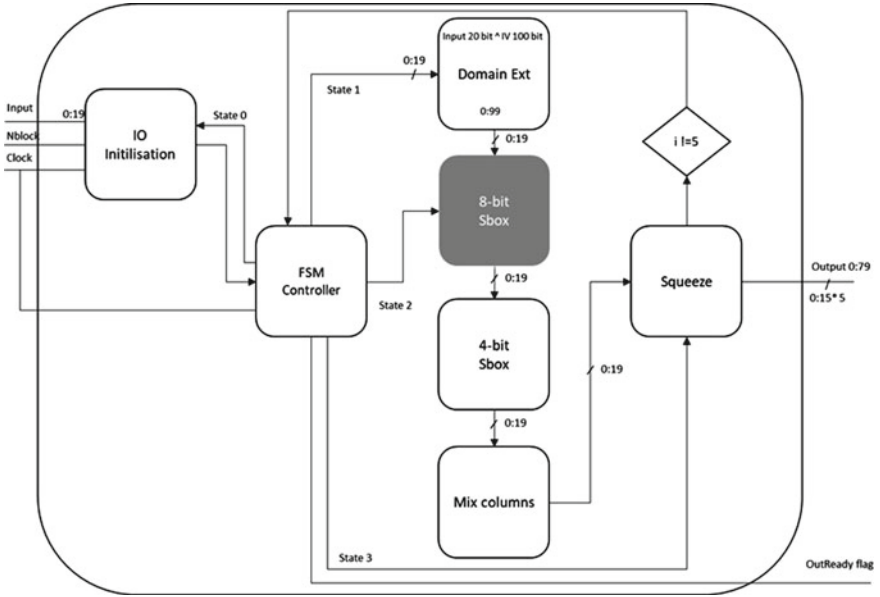 Input 20 bit ^ IV 100 bit
Domain Ext
0:99
0:19
State 1
Input
0:19
Nblock
Clock
IO
Initilisation
State 0
0:19
i !=5
8-bit
Sbox
FSM
Controller
State 2
0:19
Squeeze
Output 0:79
0:15* 5
4-bit
Sbox
0:19
0:19
Mix columns
State 3
OutReady flag